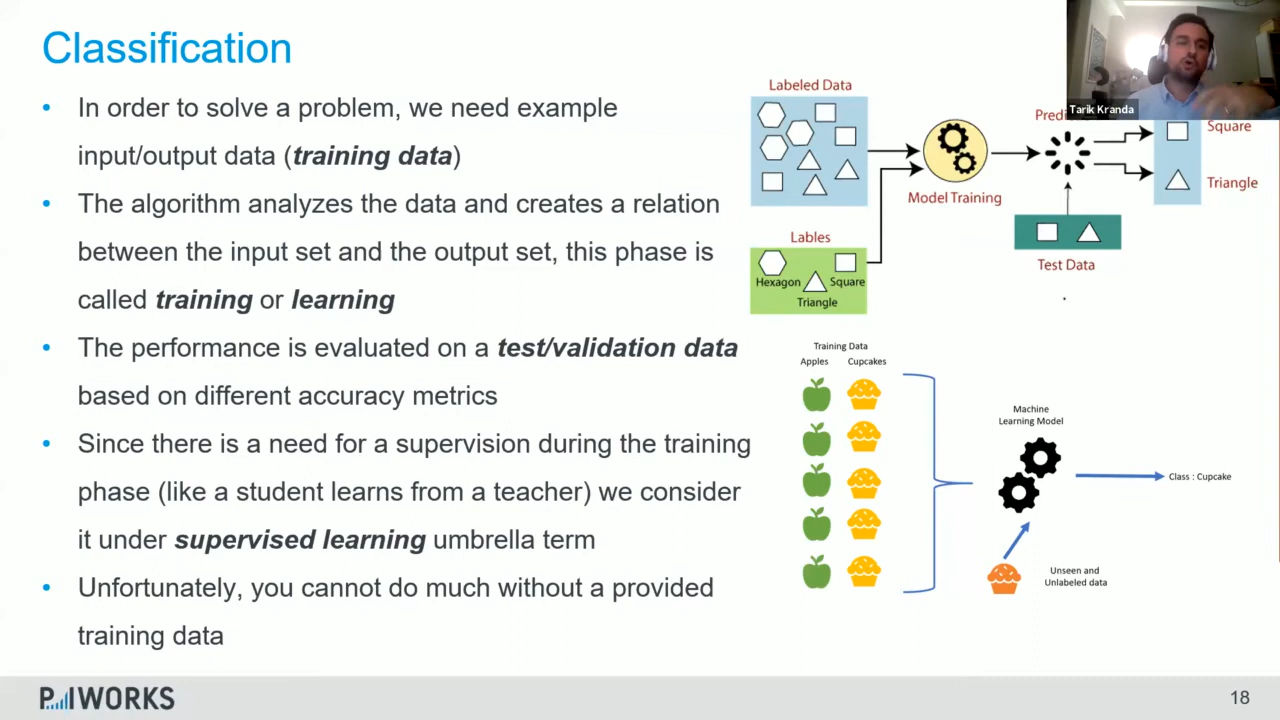 Classification
• In order to solve a problem, we need example
input/output data (training data)
• The algorithm analyzes the data and creates a relation
between the input set and the output set, this phase is
called training or learning
• The performance is evaluated on a test/validation data
based on different accuracy metrics
• Since there is a need for a supervision during the training
phase (like a student learns from a teacher) we consider
it under supervised learning umbrella term
• Unfortunately, you cannot do much without a provided
training data
Labeled Data
Model Training
Square
Triangle
Lables
Hexagon
Square
Triangle
Test Data
Tarik Kranda
Training Data
Apples Cupcakes
Machine
Learning Model
Class : Cupcake
Unseen and
Unlabeled data
P.I WORKS
18